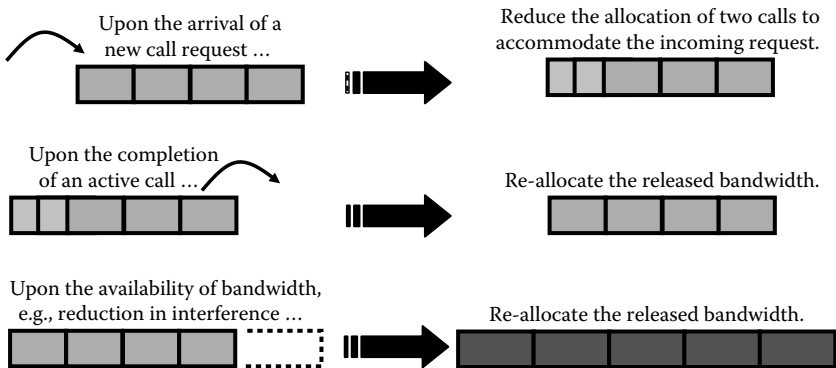 Upon the arrival of a
new call request …
Reduce the allocation of two calls to
accommodate the incoming request.
Upon the completion
of an active call …
Re-allocate the released bandwidth.
Upon the availability of bandwidth,
e.g., reduction in interference …
Re-allocate the released bandwidth.